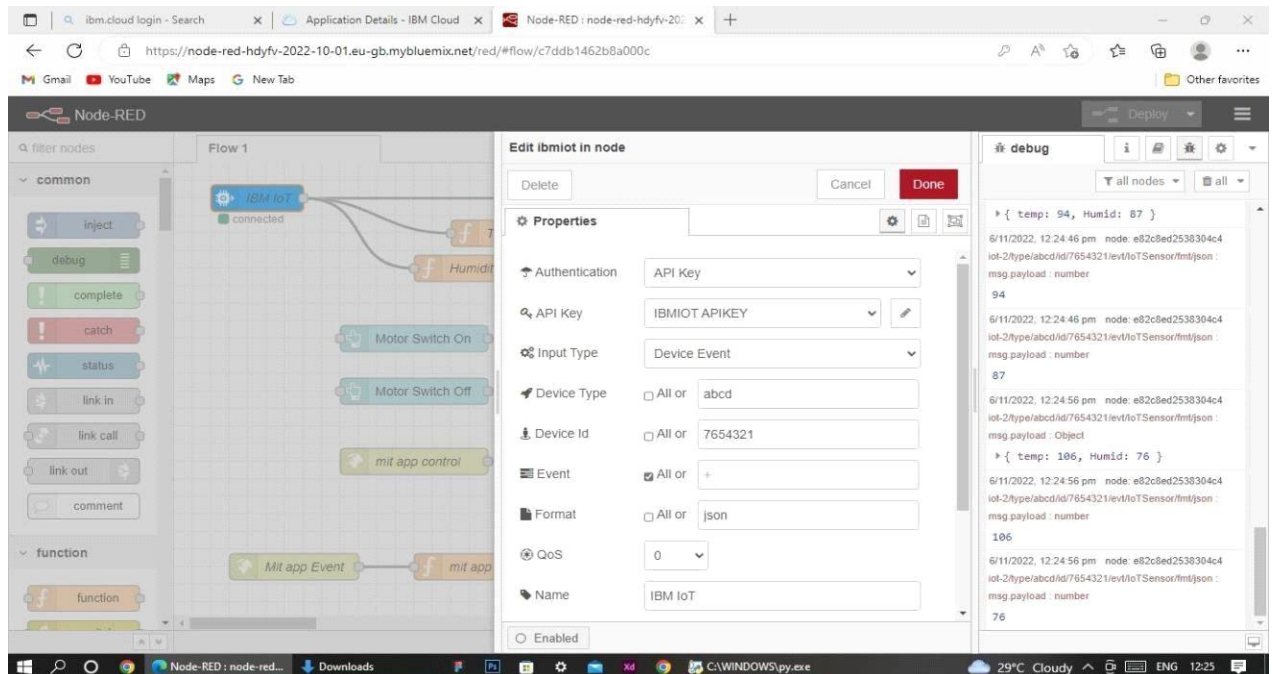 ibm.cloud login - Search
Application Details - IBM Cloud
Node-RED : node-red-hdyfv-20
https://node-red-hdyfv-2022-10-01.eu-gb.mybluemix.net/red/#flow/c7ddb1462b8a000c
Gmail YouTube Maps New Tab Other favorites
Node-RED Deploy
filter nodes
Flow 1
common
inject
debug
complete
catch
status
link in
link call
link out
comment
function
function
IBM IoT
connected
T
Humidit
Motor Switch On
Motor Switch Off
mit app control
Mit app Event
mit app
Edit ibmiot in node
Delete Cancel Done
Properties
Authentication API Key
API Key IBMIOT APIKEY
Input Type Device Event
Device Type All or abcd
Device Id All or 7654321
Event All or +
Format All or json
QoS 0
Name IBM IoT
Enabled
debug
all nodes all
{ temp: 94, Humid: 87 }
6/11/2022, 12:24:46 pm node: e82c8ed2538304c4
iot-2/type/abcd/id/7654321/evt/IoTSensor/fmt/json :
msg.payload : number
94
6/11/2022, 12:24:46 pm node: e82c8ed2538304c4
iot-2/type/abcd/id/7654321/evt/IoTSensor/fmt/json :
msg.payload : number
87
6/11/2022, 12:24:56 pm node: e82c8ed2538304c4
iot-2/type/abcd/id/7654321/evt/IoTSensor/fmt/json :
msg.payload : Object
{ temp: 106, Humid: 76 }
6/11/2022, 12:24:56 pm node: e82c8ed2538304c4
iot-2/type/abcd/id/7654321/evt/IoTSensor/fmt/json :
msg.payload : number
106
6/11/2022, 12:24:56 pm node: e82c8ed2538304c4
iot-2/type/abcd/id/7654321/evt/IoTSensor/fmt/json :
msg.payload : number
76
Node-RED : node-red... Downloads Ps Xd C:\WINDOWS\py.exe 29°C Cloudy ENG 12:25